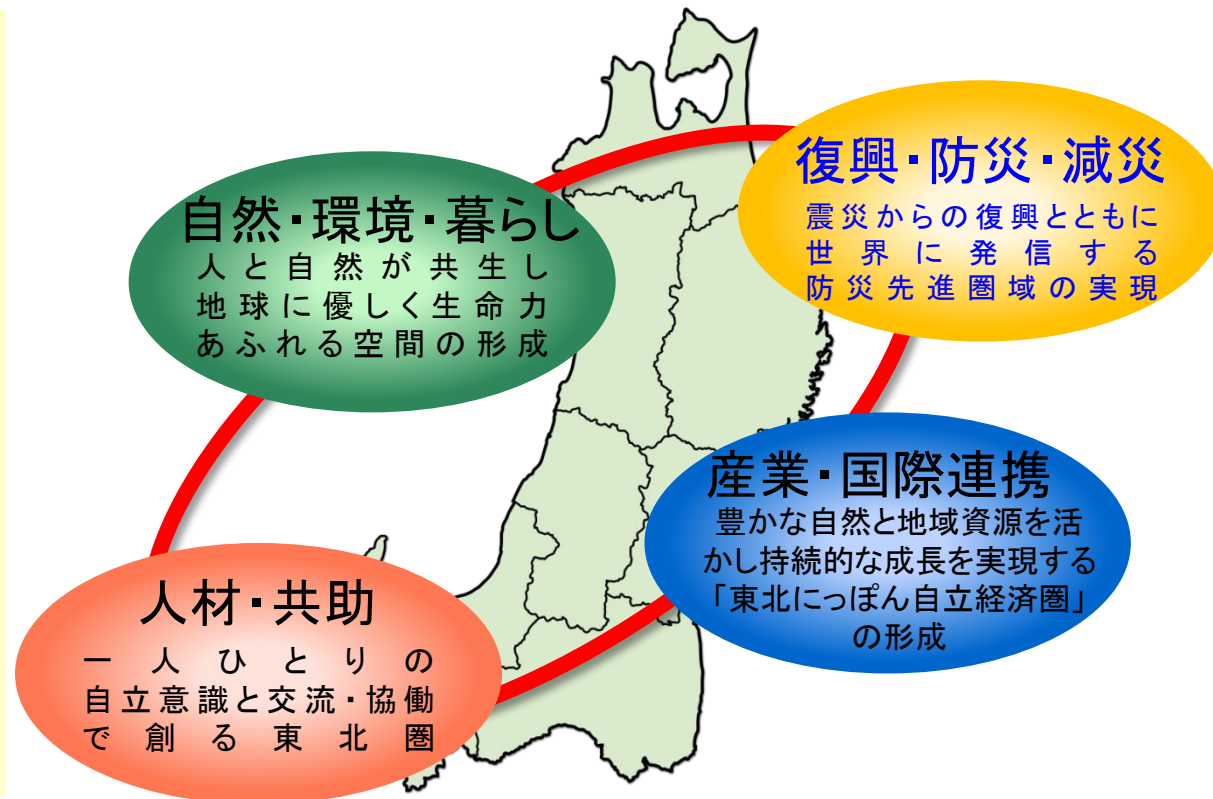 復興・防災・減災
震災からの復興とともに
世界に発信する
防災先進圏域の実現
自然・環境・暮らし
人と自然が共生し
地球に優しく生命力
あふれる空間の形成
産業・国際連携
豊かな自然と地域資源を活
かし持続的な成長を実現する
「東北にっぽん自立経済圏」
の形成
人材・共助
一人ひとりの
自立意識と交流・協働
で創る東北圏